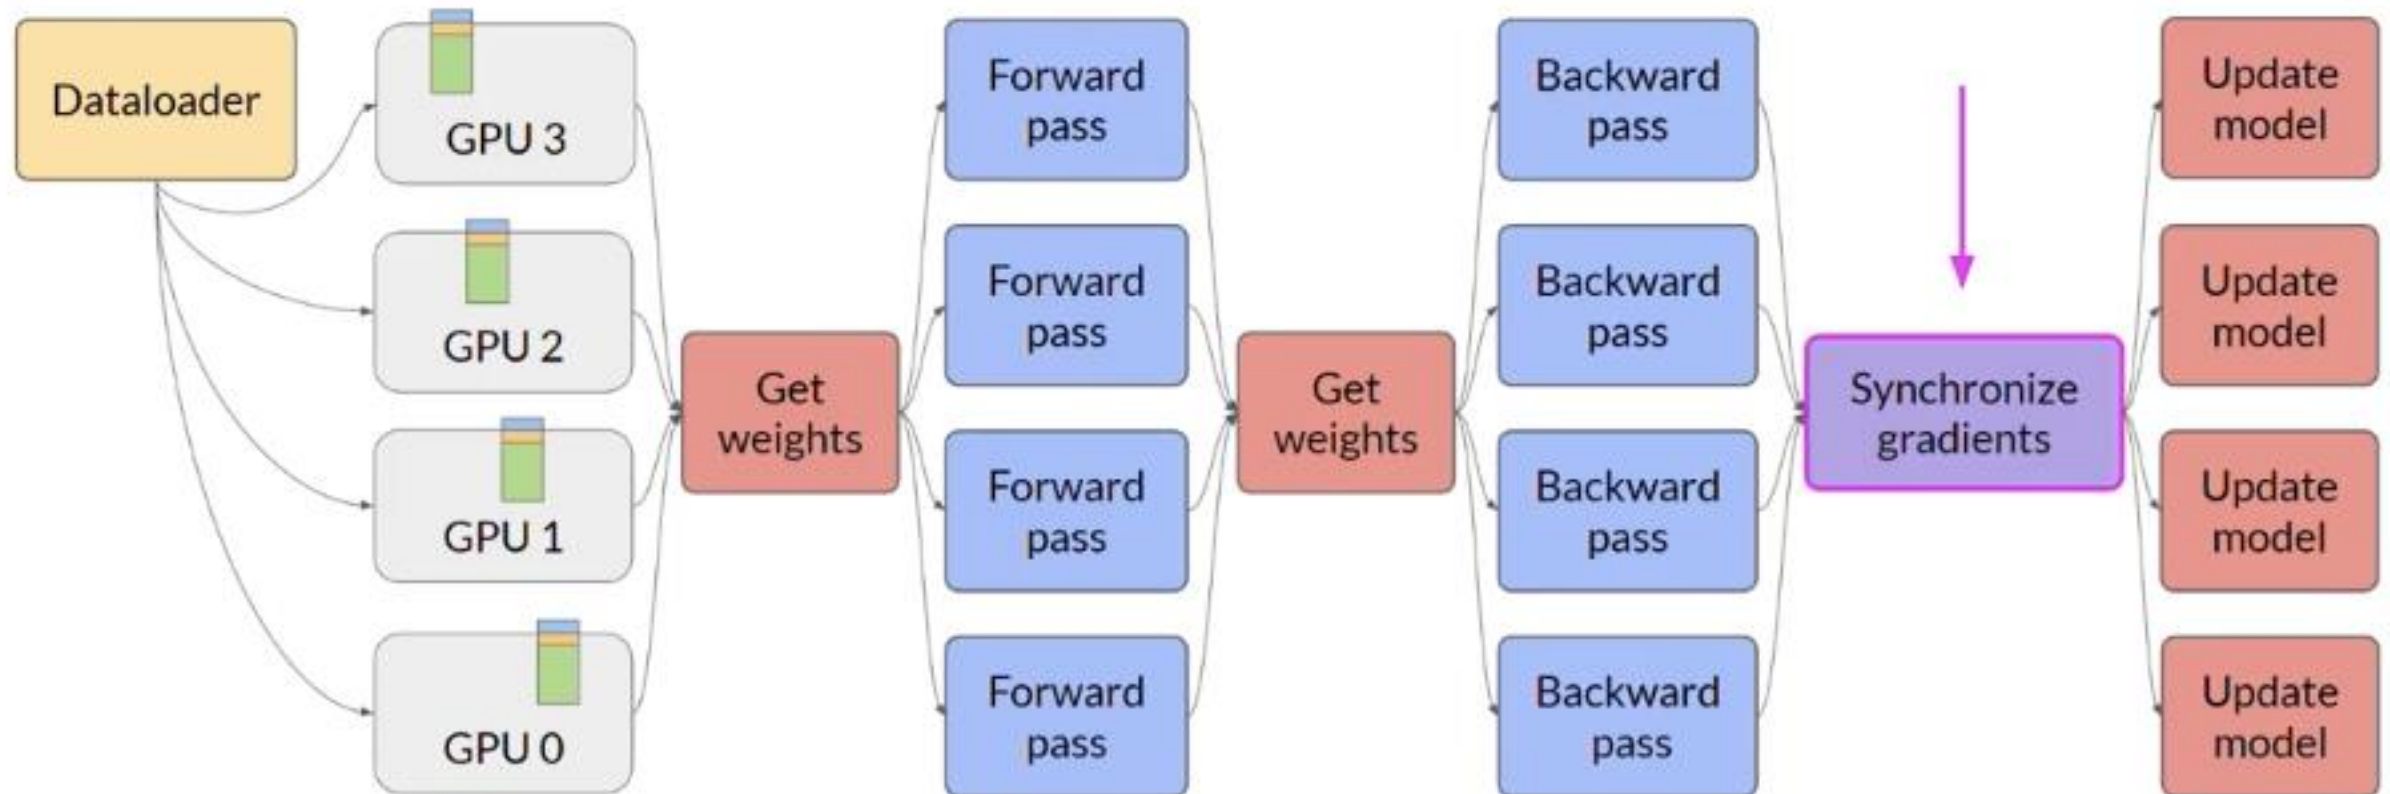 Dataloader
GPU 3
GPU 2
GPU 1
GPU 0
Get
weights
Forward
pass
Forward
pass
Forward
pass
Forward
pass
Get
weights
Backward
pass
Backward
pass
Backward
pass
Backward
pass
Synchronize
gradients
Update
model
Update
model
Update
model
Update
model